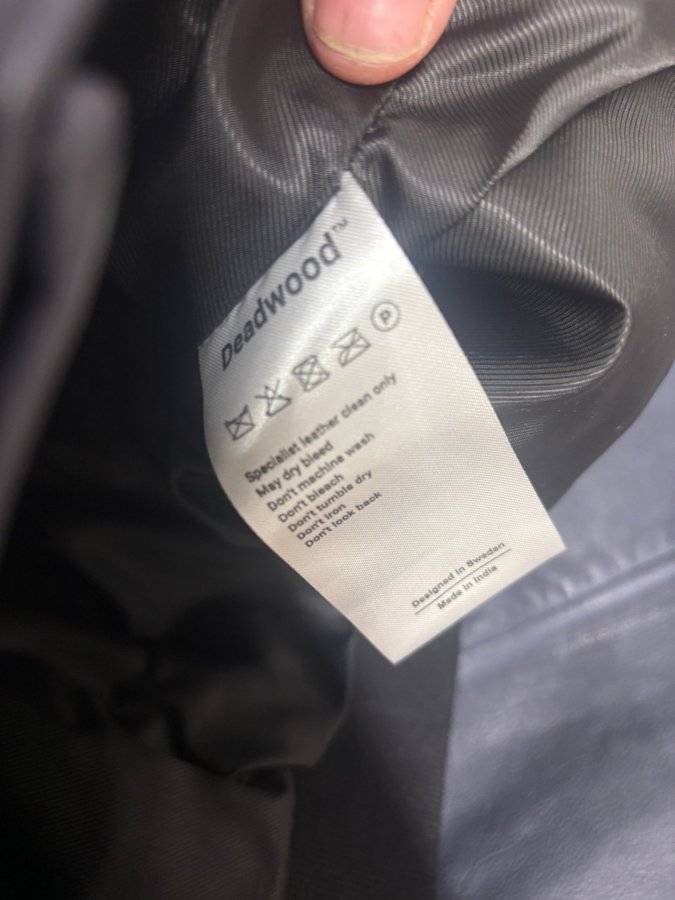 Deadwood™
P
Specialist leather clean only
May dry bleed
Don't machine wash
Don't bleach
Don't tumble dry
Don't iron
Don't look back
Designed in Sweden
Made in India